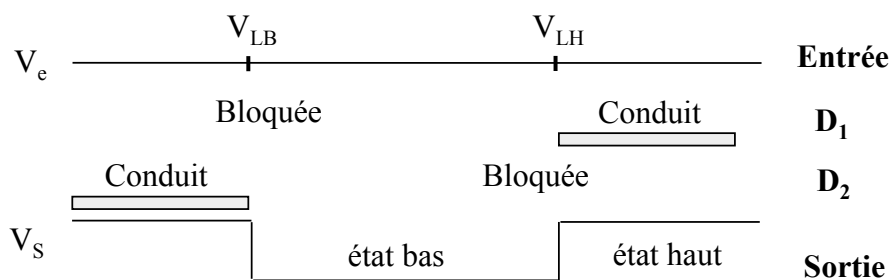 V_LB V_LH
V_e Entrée
Bloquée Conduit D_1
Conduit Bloquée D_2
V_S état bas état haut
Sortie